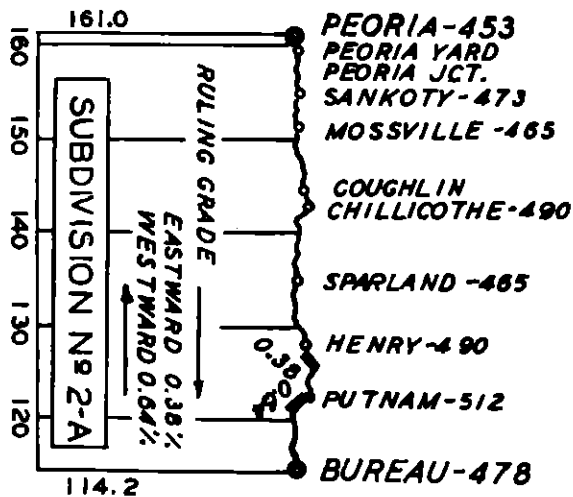 161.0
PEORIA-453
PEORIA YARD
PEORIA JCT.
SANKOTY-473
MOSSVILLE-465
COUGHLIN
CHILLICOTHE-490
SPARLAND-465
HENRY-490
PUTNAM-512
BUREAU-478
114.2
160
150
140
130
120
SUBDIVISION Nº 2-A
RULING GRADE
EASTWARD 0.38%
WESTWARD 0.64%
0.38